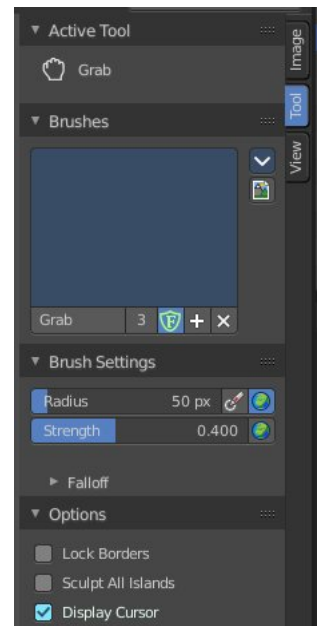 Active Tool
Grab
Brushes
Grab 3 F
Brush Settings
Radius 50 px
Strength 0.400
Falloff
Options
Lock Borders
Sculpt All Islands
Display Cursor
Image
Tool
View